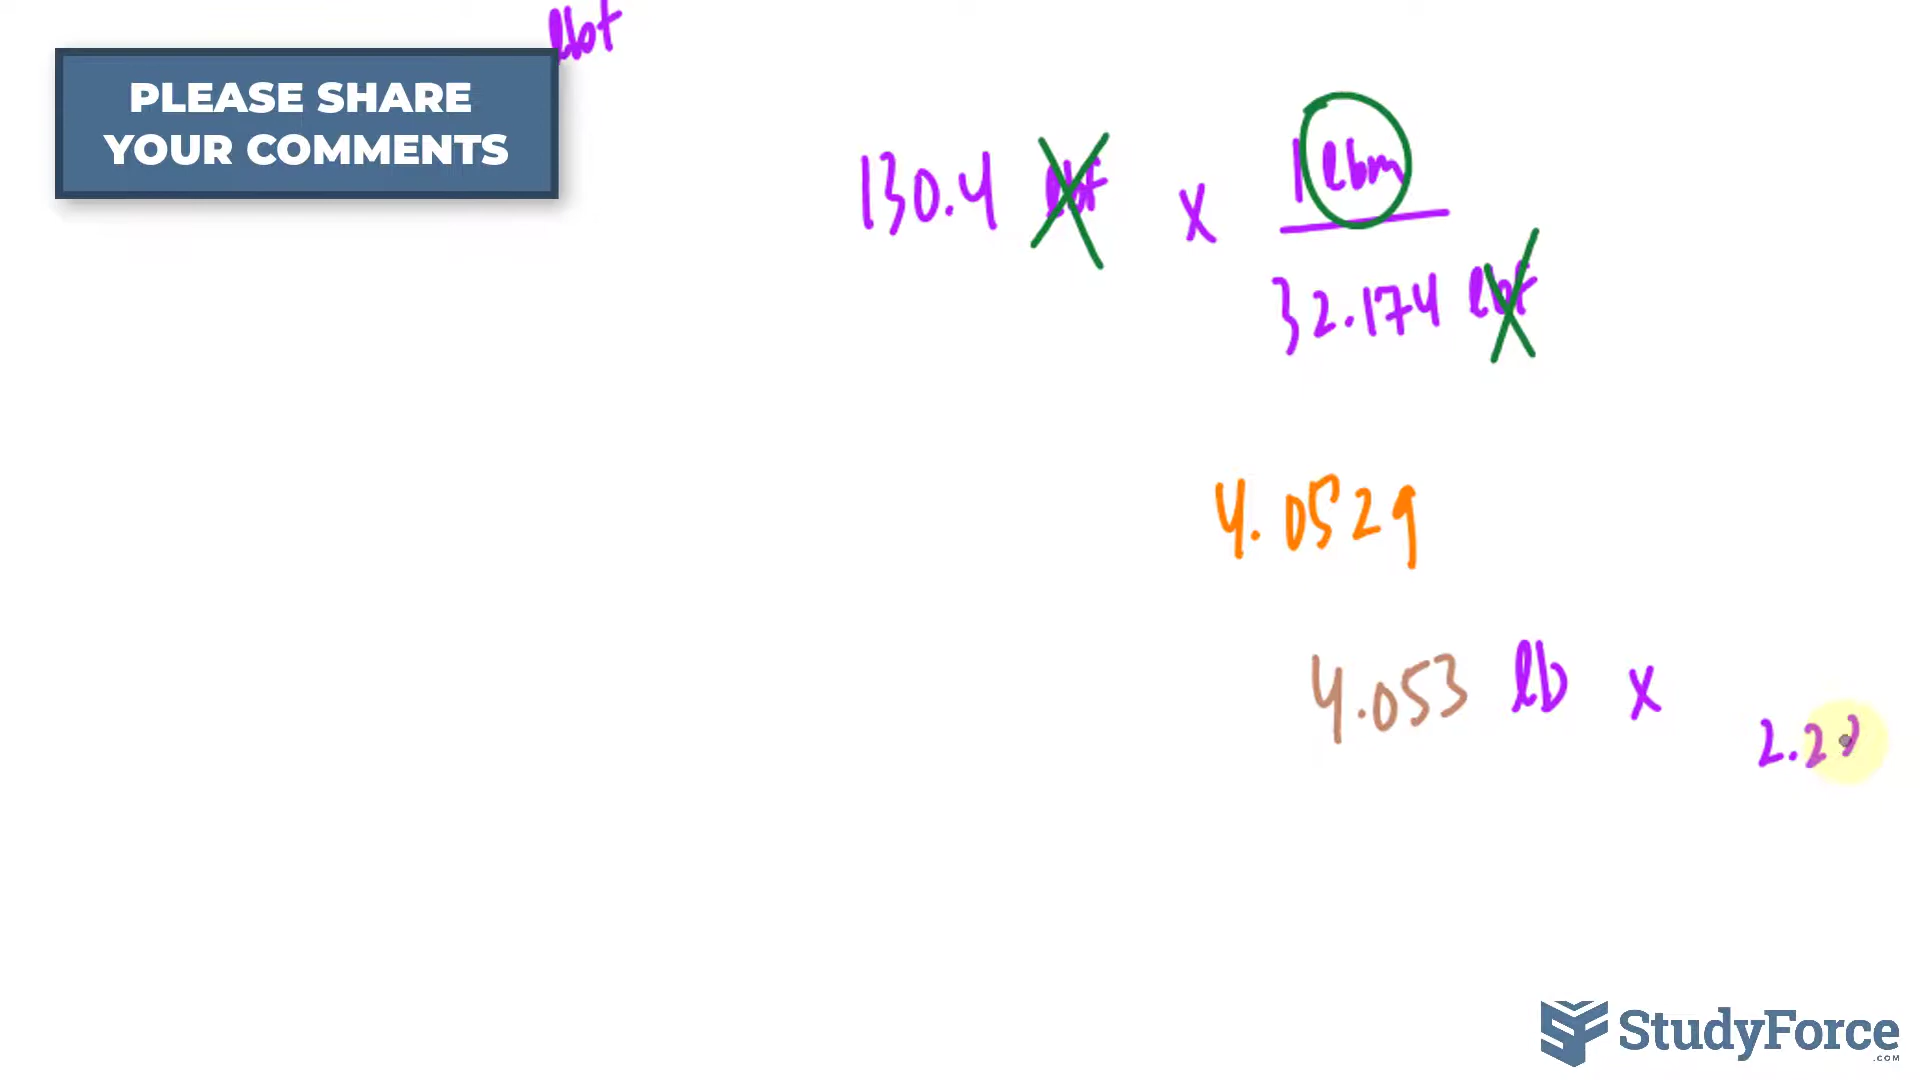 lbf
PLEASE SHARE
YOUR COMMENTS
130.4 lbf x 1 lbm
32.174 lbf
4.0529
4.053 lb x
2.2
StudyForce
.COM